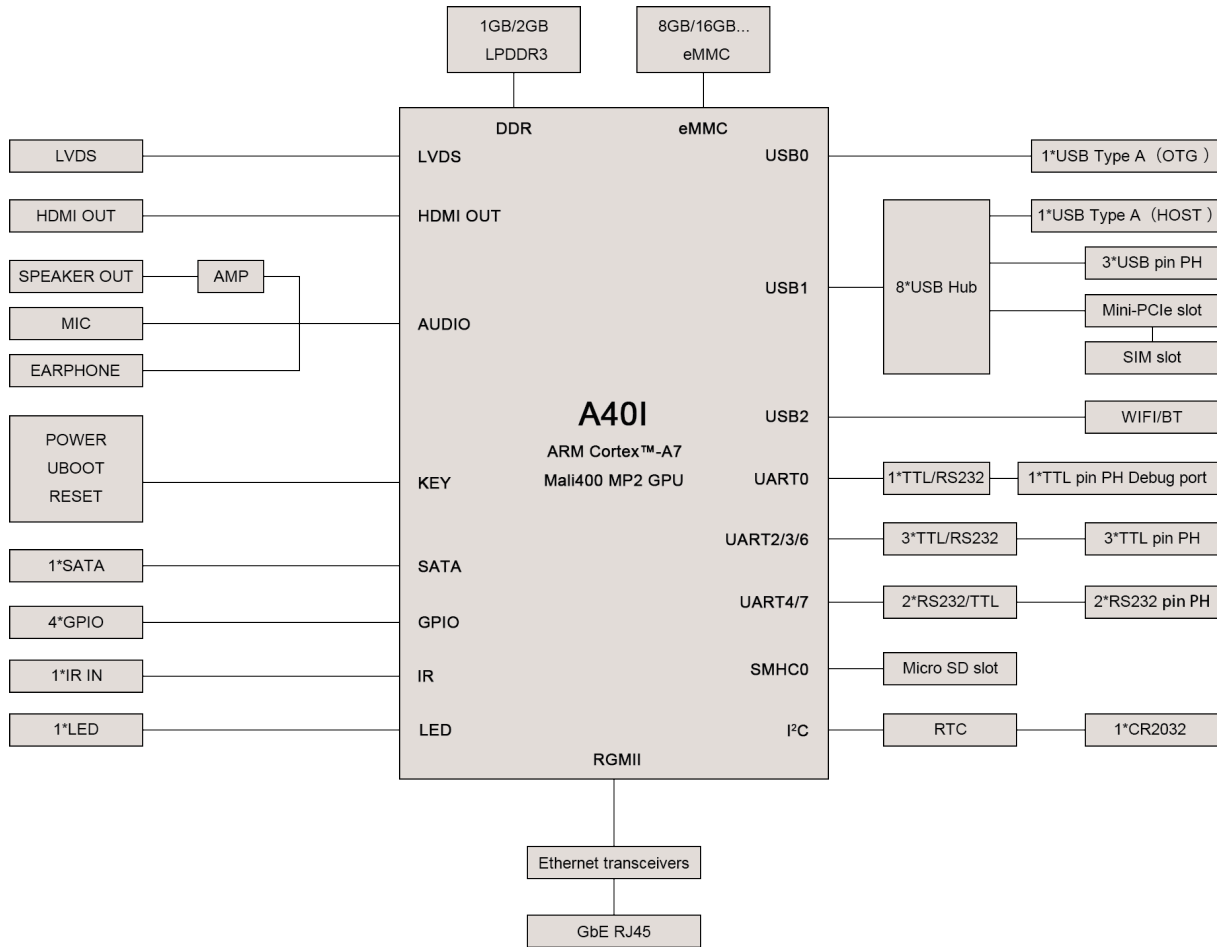 1GB/2GB
LPDDR3
8GB/16GB...
eMMC
DDR
eMMC
LVDS
LVDS
USB0
1*USB Type A（OTG ）
HDMI OUT
HDMI OUT
1*USB Type A（HOST ）
SPEAKER OUT
AMP
3*USB pin PH
USB1
8*USB Hub
MIC
AUDIO
Mini-PCIe slot
EARPHONE
SIM slot
A40I
ARM Cortex™-A7
Mali400 MP2 GPU
USB2
WIFI/BT
POWER
UBOOT
RESET
KEY
UART0
1*TTL/RS232
1*TTL pin PH Debug port
UART2/3/6
3*TTL/RS232
3*TTL pin PH
1*SATA
SATA
UART4/7
2*RS232/TTL
2*RS232 pin PH
4*GPIO
GPIO
1*IR IN
IR
SMHC0
Micro SD slot
1*LED
LED
I²C
RTC
1*CR2032
RGMII
Ethernet transceivers
GbE RJ45